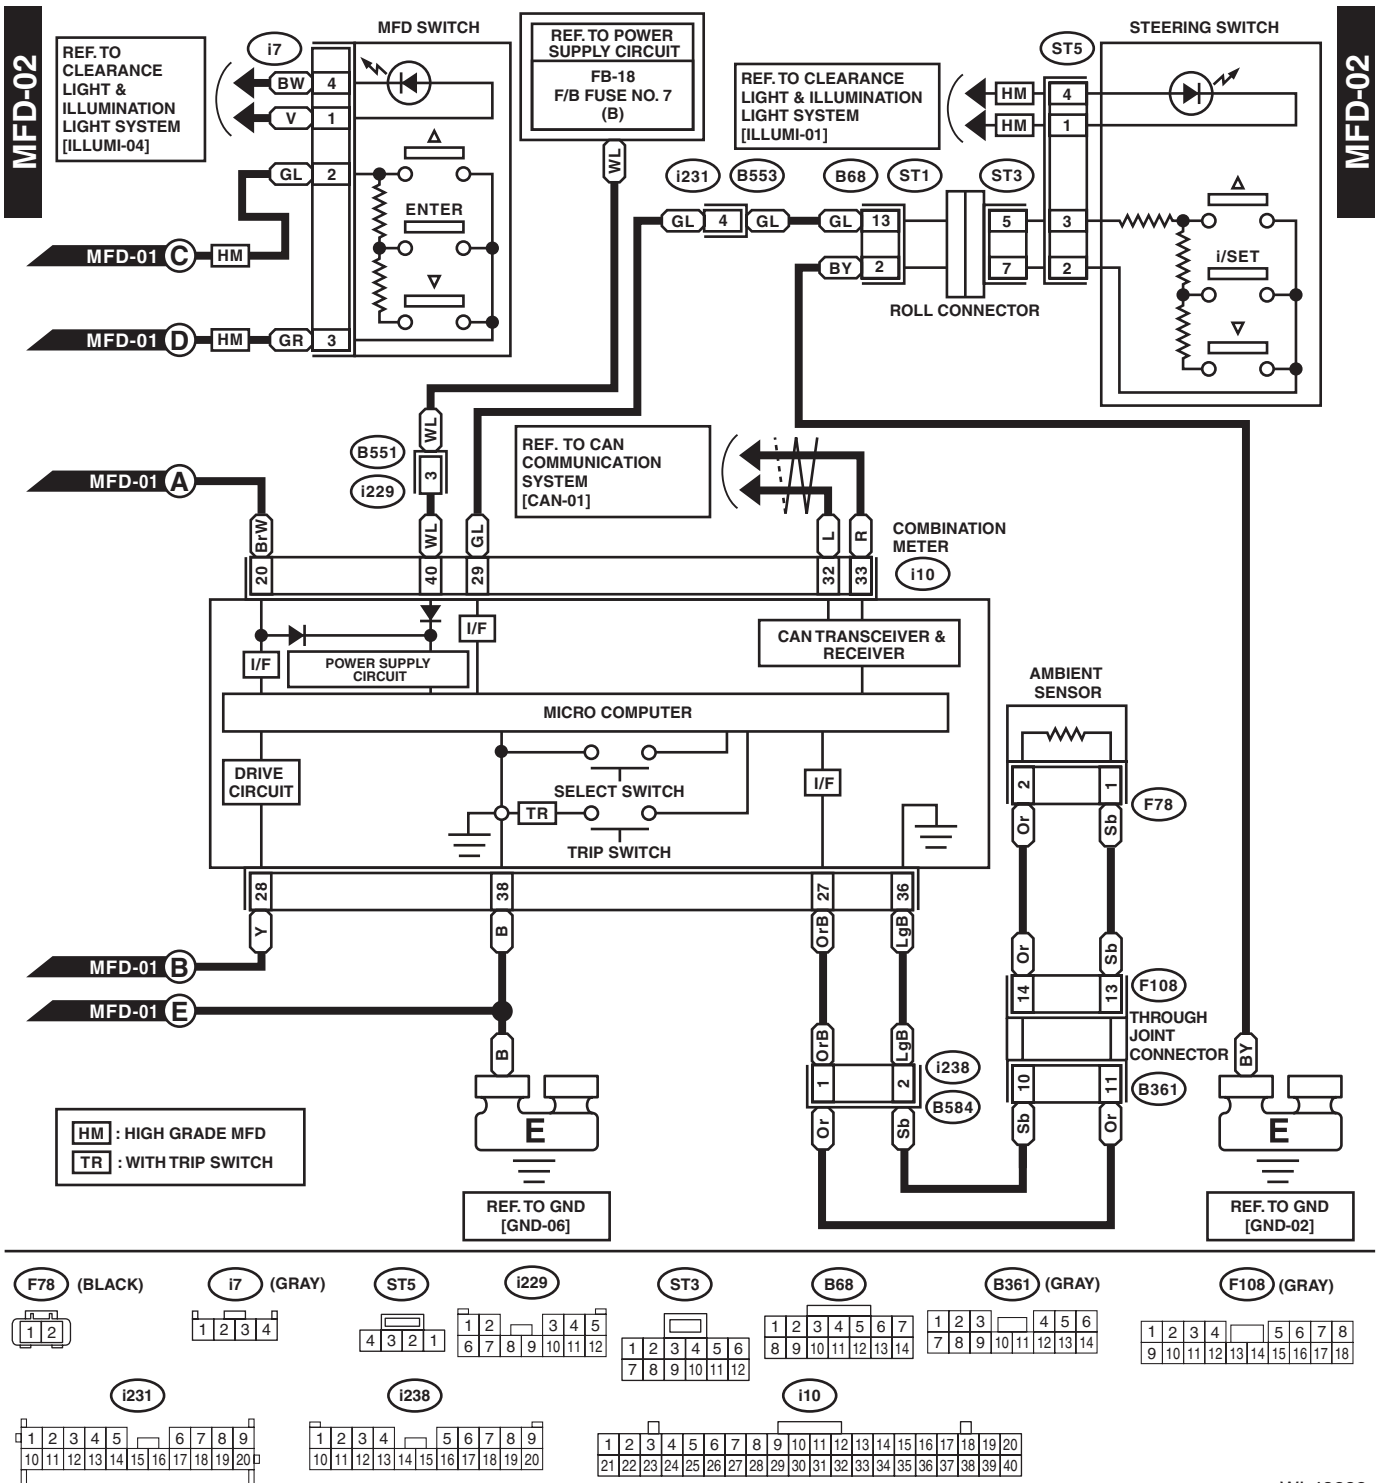 MFD-02
MFD SWITCH
REF. TO
CLEARANCE
LIGHT &
ILLUMINATION
LIGHT SYSTEM
[ILLUMI-04]
i7
BW 4
V 1
GL 2
ENTER
MFD-01 C HM
MFD-01 D HM GR 3
REF. TO POWER
SUPPLY CIRCUIT
FB-18
F/B FUSE NO. 7
(B)
WL
STEERING SWITCH
MFD-02
REF. TO CLEARANCE
LIGHT & ILLUMINATION
LIGHT SYSTEM
[ILLUMI-01]
ST5
HM 4
HM 1
i231 B553 B68 ST1 ST3
GL 4 GL GL 13 5 3
BY 2 7 2
i/SET
ROLL CONNECTOR
WL
B551
3
i229
REF. TO CAN
COMMUNICATION
SYSTEM
[CAN-01]
MFD-01 A
BrW WL GL L R
COMBINATION
METER
20 40 29 32 33
i10
I/F
CAN TRANSCEIVER &
RECEIVER
I/F
POWER SUPPLY
CIRCUIT
MICRO COMPUTER
DRIVE
CIRCUIT
SELECT SWITCH
I/F
TR
TRIP SWITCH
28 38 27 36
Y B OrB LgB
AMBIENT
SENSOR
2 1
F78
Or Sb
Or Sb
14 13
F108
THROUGH
JOINT
CONNECTOR
10 11
B361
Sb Or
MFD-01 B
MFD-01 E
B
OrB LgB
1 2
i238
B584
Or Sb
BY
E
E
HM : HIGH GRADE MFD
TR : WITH TRIP SWITCH
REF. TO GND
[GND-06]
REF. TO GND
[GND-02]
F78 (BLACK)
1 2
i7 (GRAY)
1 2 3 4
ST5
4 3 2 1
i229
1 2 3 4 5
6 7 8 9 10 11 12
ST3
1 2 3 4 5 6
7 8 9 10 11 12
B68
1 2 3 4 5 6 7
8 9 10 11 12 13 14
B361 (GRAY)
1 2 3 4 5 6
7 8 9 10 11 12 13 14
F108 (GRAY)
1 2 3 4 5 6 7 8
9 10 11 12 13 14 15 16 17 18
i231
1 2 3 4 5 6 7 8 9
10 11 12 13 14 15 16 17 18 19 20
i238
1 2 3 4 5 6 7 8 9
10 11 12 13 14 15 16 17 18 19 20
i10
1 2 3 4 5 6 7 8 9 10 11 12 13 14 15 16 17 18 19 20
21 22 23 24 25 26 27 28 29 30 31 32 33 34 35 36 37 38 39 40